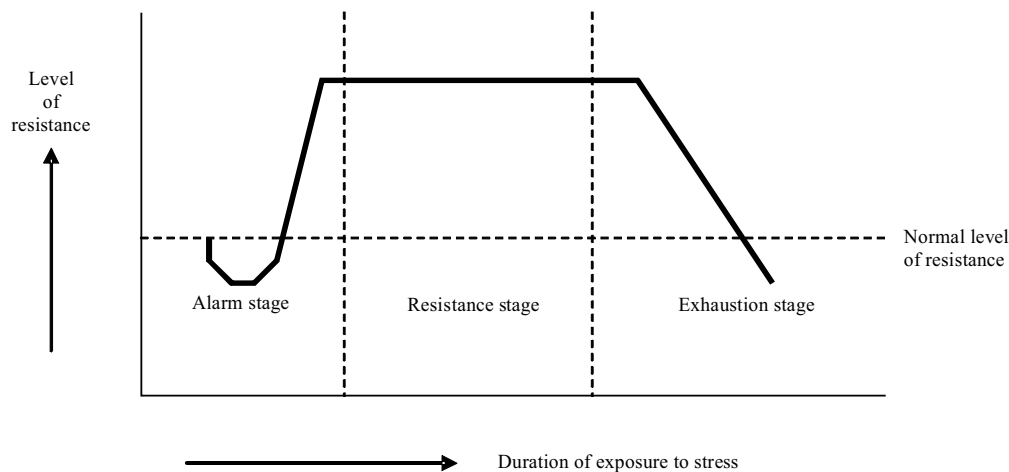 Level
of
resistance
Normal level
of resistance
Alarm stage
Resistance stage
Exhaustion stage
Duration of exposure to stress